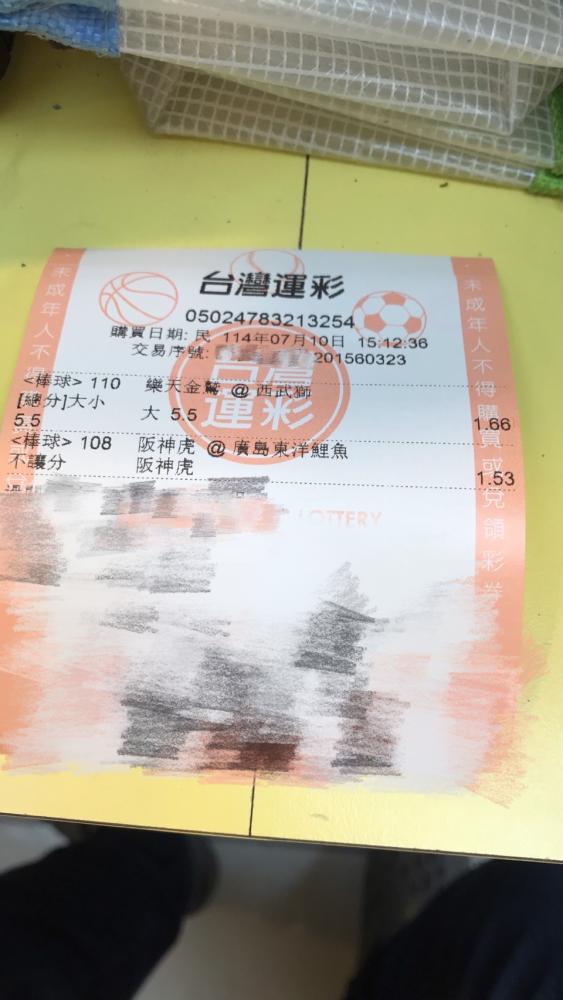 台灣運彩
05024783213254
購買日期: 民 114年07月10日 15:12:36
交易序號: 201560323
<棒球> 110 樂天金鷲 @ 西武獅
[總分]大小 大 5.5
5.5 1.66
<棒球> 108 阪神虎 @ 廣島東洋鯉魚
不讓分 阪神虎 1.53
LOTTERY
台灣運彩
未成年人不得
未成年人不得購買或兌領彩券